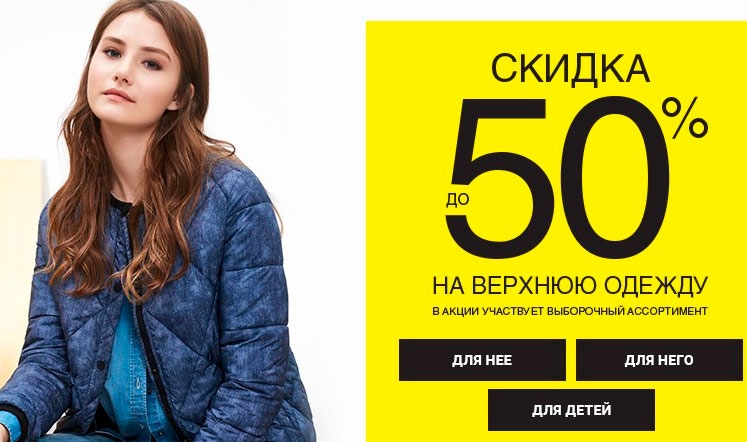 СКИДКА
ДО 50%
НА ВЕРХНЮЮ ОДЕЖДУ
В АКЦИИ УЧАСТВУЕТ ВЫБОРОЧНЫЙ АССОРТИМЕНТ
ДЛЯ НЕЕ ДЛЯ НЕГО
ДЛЯ ДЕТЕЙ